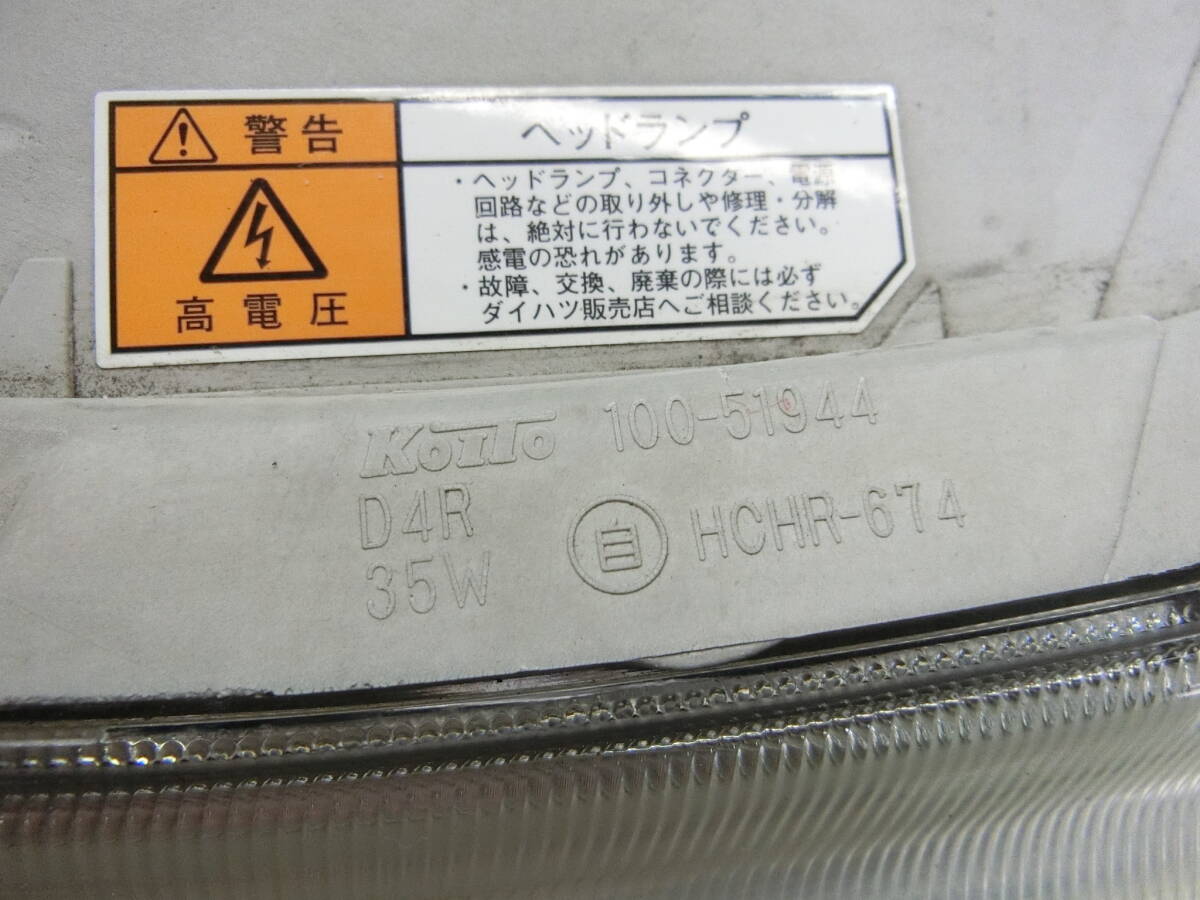 警告
高電圧
ヘッドランプ
・ヘッドランプ、コネクター、電源
回路などの取り外しや修理・分解
は、絶対に行わないでください。
感電の恐れがあります。
・故障、交換、廃棄の際には必ず
ダイハツ販売店へご相談ください。
KOITO 100-51944
D4R
自 HCHR-674
35W